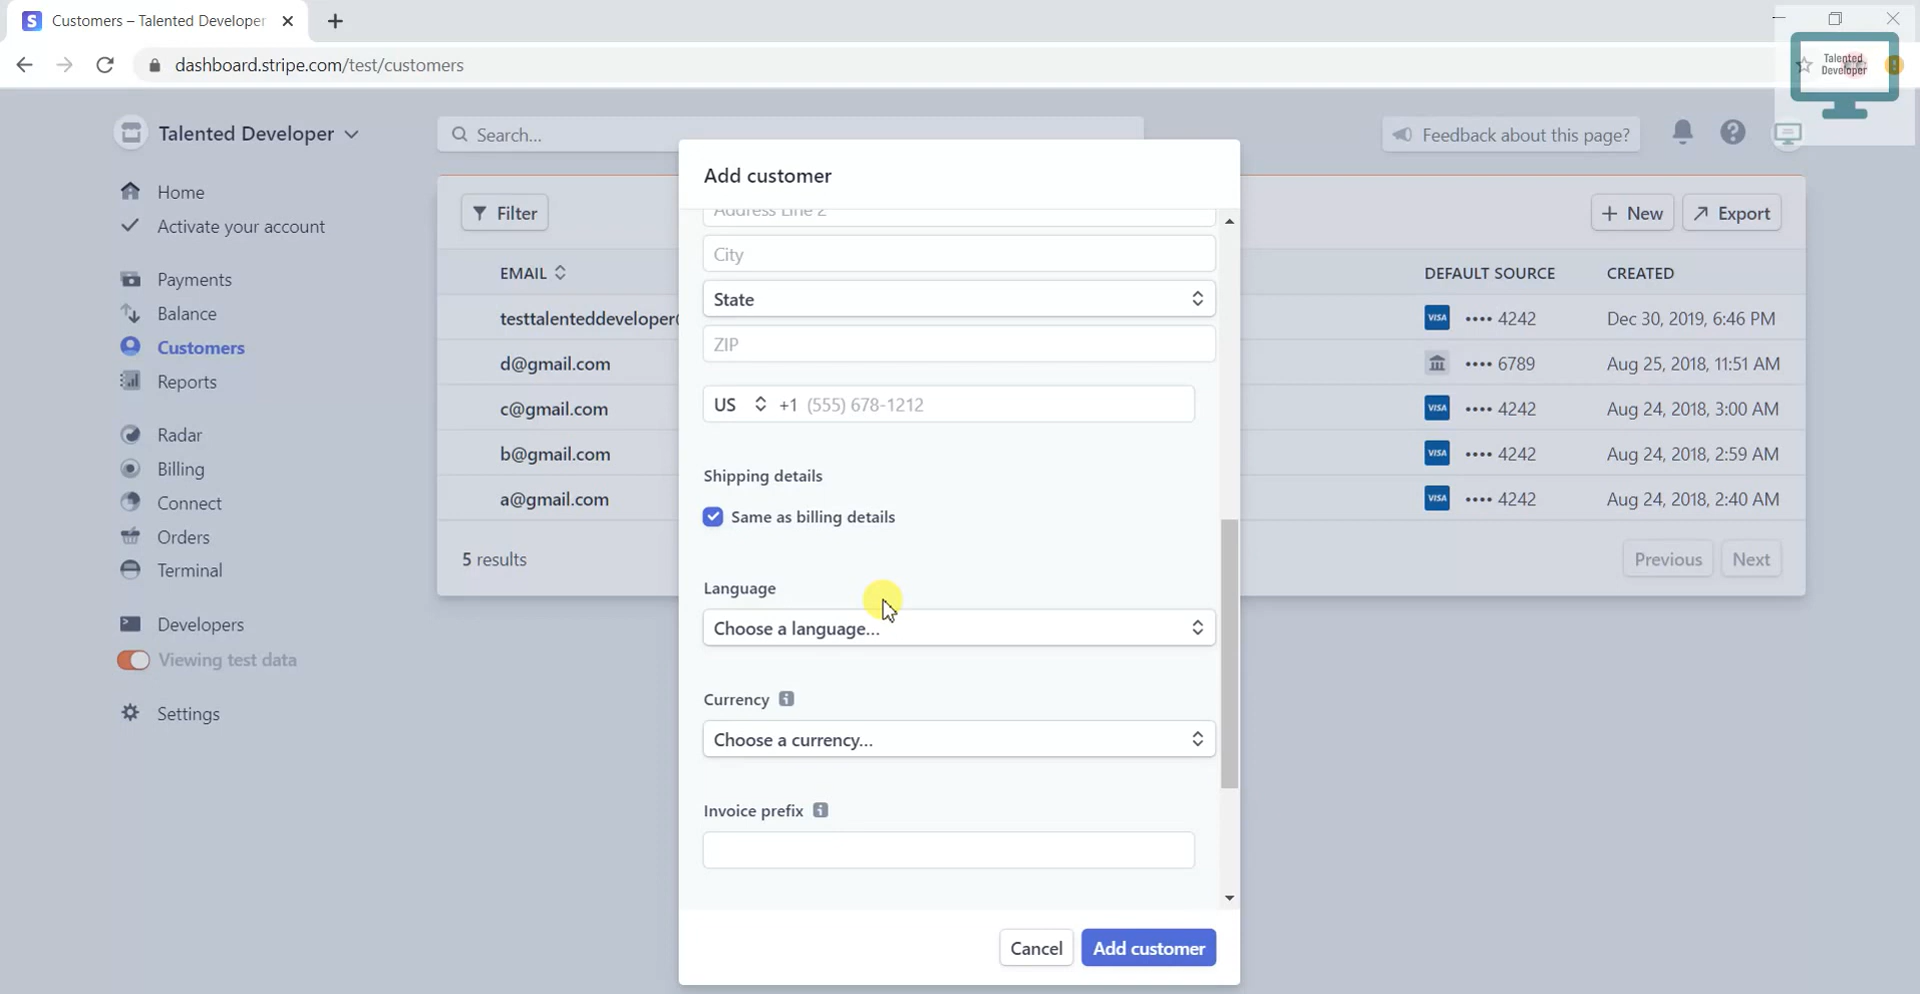 Customers – Talented Developer
dashboard.stripe.com/test/customers
Talented
Developer
Talented Developer
Search...
Feedback about this page?
Home
Activate your account
Payments
Balance
Customers
Reports
Radar
Billing
Connect
Orders
Terminal
Developers
Viewing test data
Settings
Filter
New
Export
EMAIL
DEFAULT SOURCE
CREATED
testtalenteddeveloper
VISA •••• 4242
Dec 30, 2019, 6:46 PM
d@gmail.com
•••• 6789
Aug 25, 2018, 11:51 AM
c@gmail.com
VISA •••• 4242
Aug 24, 2018, 3:00 AM
b@gmail.com
VISA •••• 4242
Aug 24, 2018, 2:59 AM
a@gmail.com
VISA •••• 4242
Aug 24, 2018, 2:40 AM
5 results
Previous
Next
Add customer
Address Line 2
City
State
ZIP
US +1 (555) 678-1212
Shipping details
Same as billing details
Language
Choose a language...
Currency
Choose a currency...
Invoice prefix
Cancel
Add customer